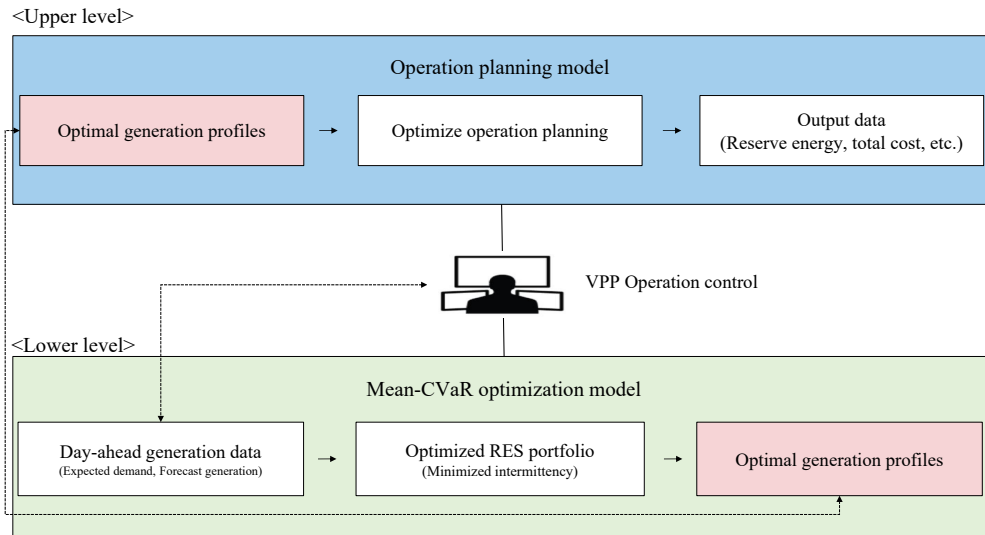 <Upper level>
Operation planning model
Optimal generation profiles
Optimize operation planning
Output data
(Reserve energy, total cost, etc.)
VPP Operation control
<Lower level>
Mean-CVaR optimization model
Day-ahead generation data
(Expected demand, Forecast generation)
Optimized RES portfolio
(Minimized intermittency)
Optimal generation profiles